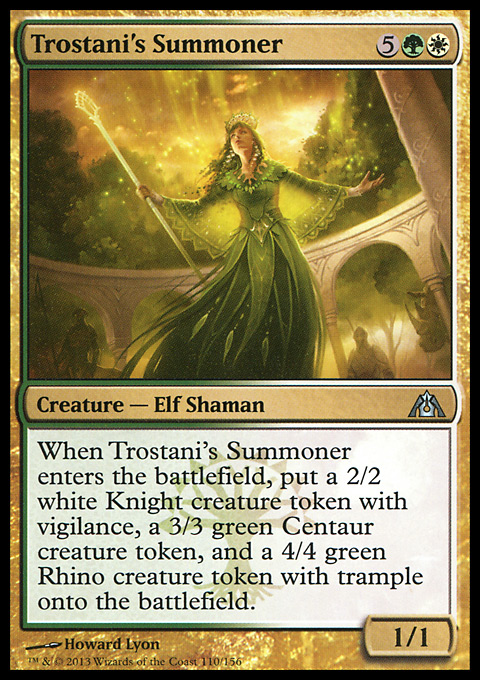 Trostani's Summoner 5
Creature — Elf Shaman
When Trostani's Summoner
enters the battlefield, put a 2/2
white Knight creature token with
vigilance, a 3/3 green Centaur
creature token, and a 4/4 green
Rhino creature token with trample
onto the battlefield.
Howard Lyon
™ & © 2013 Wizards of the Coast 110/156
1/1